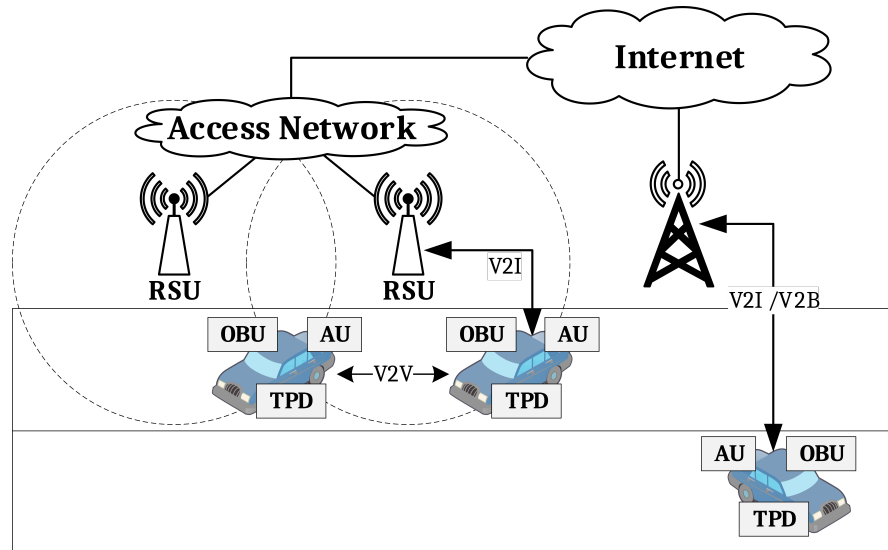 Internet
Access Network
RSU
RSU
V2I
V2I /V2B
OBU
AU
TPD
V2V
OBU
AU
TPD
AU
OBU
TPD